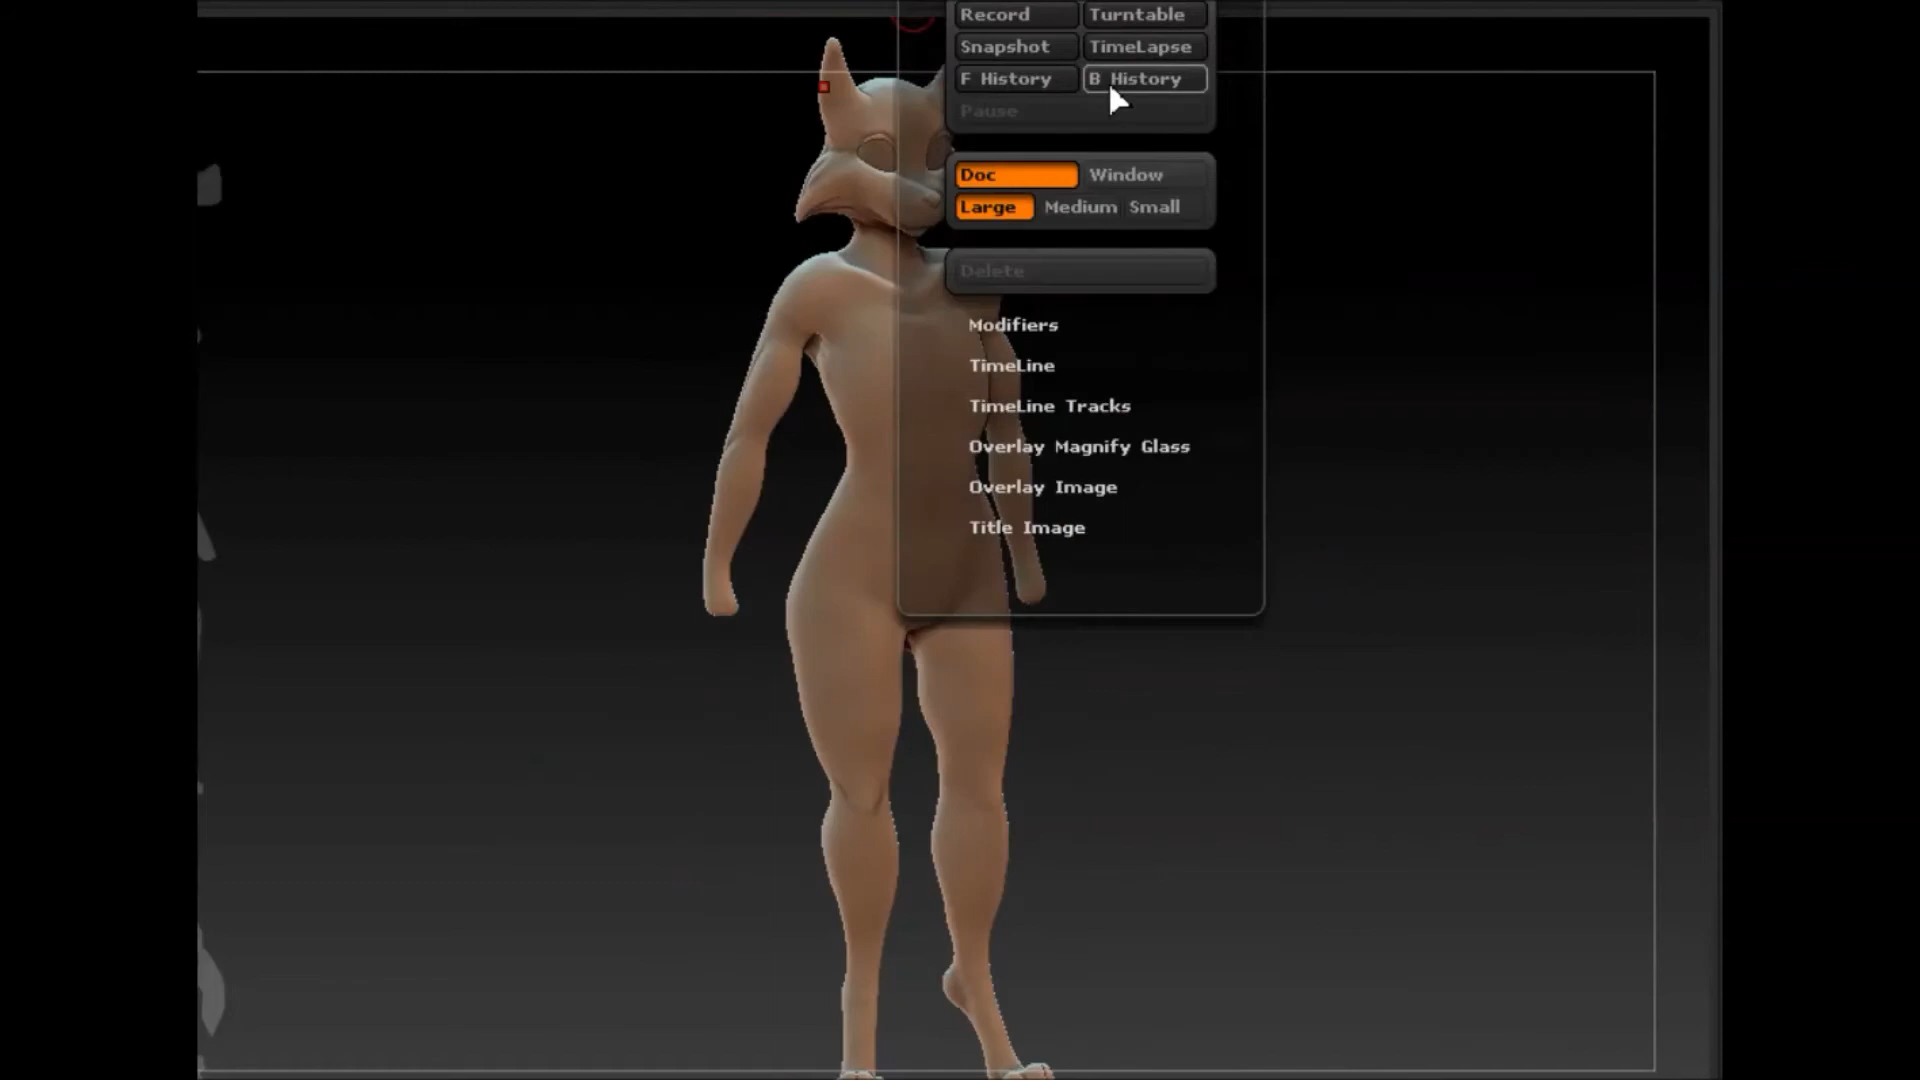 Record Turntable
Snapshot TimeLapse
F History B History
Pause
Doc Window
Large Medium Small
Delete
Modifiers
TimeLine
TimeLine Tracks
Overlay Magnify Glass
Overlay Image
Title Image